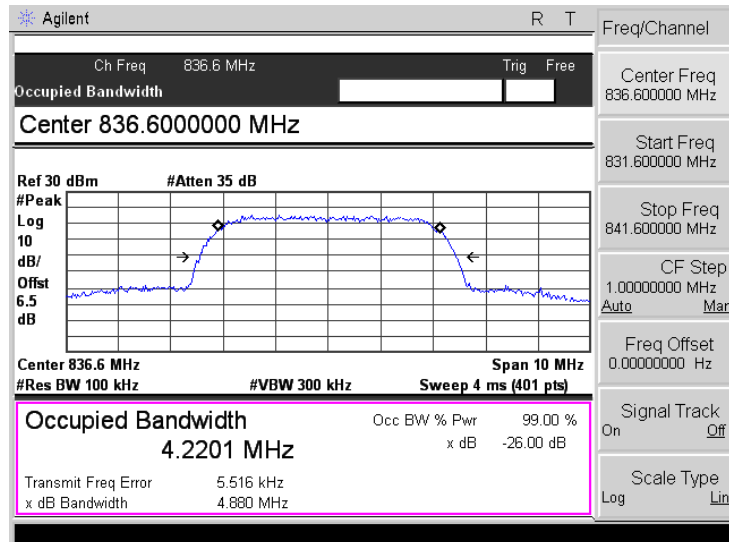 Agilent R T
Ch Freq 836.6 MHz Trig Free
Occupied Bandwidth
Center 836.6000000 MHz
Ref 30 dBm #Atten 35 dB
#Peak
Log
10
dB/
Offst
6.5
dB
Center 836.6 MHz Span 10 MHz
#Res BW 100 kHz #VBW 300 kHz Sweep 4 ms (401 pts)
Occupied Bandwidth Occ BW % Pwr 99.00 %
4.2201 MHz x dB -26.00 dB
Transmit Freq Error 5.516 kHz
x dB Bandwidth 4.880 MHz
Freq/Channel
Center Freq
836.600000 MHz
Start Freq
831.600000 MHz
Stop Freq
841.600000 MHz
CF Step
1.00000000 MHz
Auto Man
Freq Offset
0.00000000 Hz
Signal Track
On Off
Scale Type
Log Lin